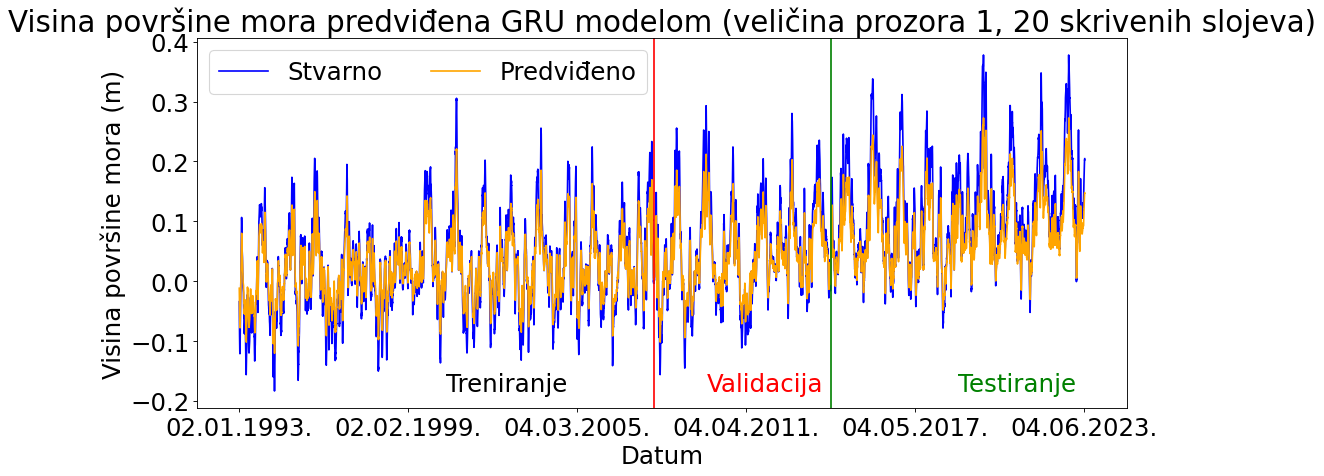 Visina površine mora predviđena GRU modelom (veličina prozora 1, 20 skrivenih slojeva)
Stvarno Predviđeno
Visina površine mora (m)
0.4
0.3
0.2
0.1
0.0
−0.1
−0.2
Treniranje Validacija Testiranje
02.01.1993. 02.02.1999. 04.03.2005. 04.04.2011. 04.05.2017. 04.06.2023.
Datum